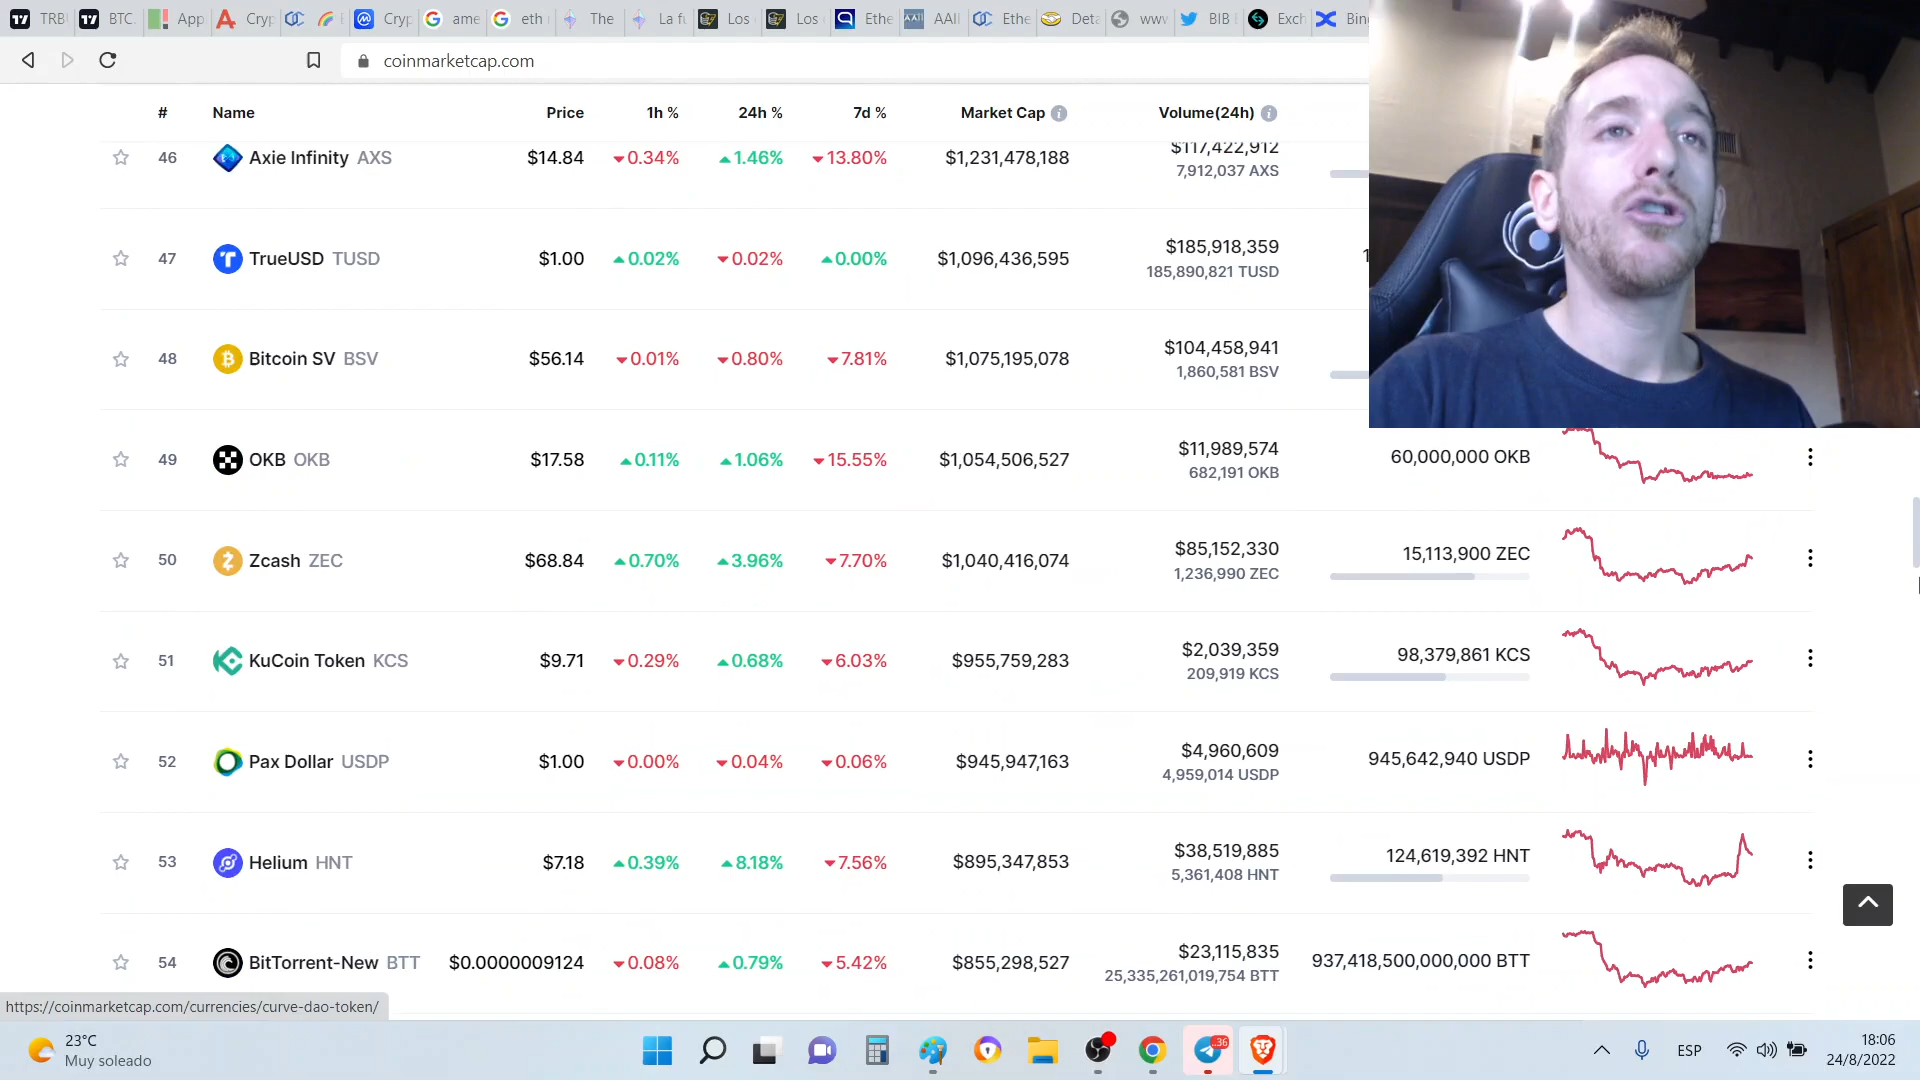 TRB BTC. App Cryp E Cryp ame eth The La fu Los Los Ethe AAII Ethe Deta www BIB Exch Bin
coinmarketcap.com
# Name Price 1h % 24h % 7d % Market Cap Volume(24h)
46 Axie Infinity AXS $14.84 0.34% 1.46% 13.80% $1,231,478,188 $117,422,912
7,912,037 AXS
47 TrueUSD TUSD $1.00 0.02% 0.02% 0.00% $1,096,436,595 $185,918,359 1
185,890,821 TUSD
48 Bitcoin SV BSV $56.14 0.01% 0.80% 7.81% $1,075,195,078 $104,458,941
1,860,581 BSV
49 OKB OKB $17.58 0.11% 1.06% 15.55% $1,054,506,527 $11,989,574 60,000,000 OKB
682,191 OKB
50 Zcash ZEC $68.84 0.70% 3.96% 7.70% $1,040,416,074 $85,152,330 15,113,900 ZEC
1,236,990 ZEC
51 KuCoin Token KCS $9.71 0.29% 0.68% 6.03% $955,759,283 $2,039,359 98,379,861 KCS
209,919 KCS
52 Pax Dollar USDP $1.00 0.00% 0.04% 0.06% $945,947,163 $4,960,609 945,642,940 USDP
4,959,014 USDP
53 Helium HNT $7.18 0.39% 8.18% 7.56% $895,347,853 $38,519,885 124,619,392 HNT
5,361,408 HNT
54 BitTorrent-New BTT $0.0000009124 0.08% 0.79% 5.42% $855,298,527 $23,115,835 937,418,500,000,000 BTT
25,335,261,019,754 BTT
https://coinmarketcap.com/currencies/curve-dao-token/
23°C
Muy soleado
..36
ESP
18:06
24/8/2022